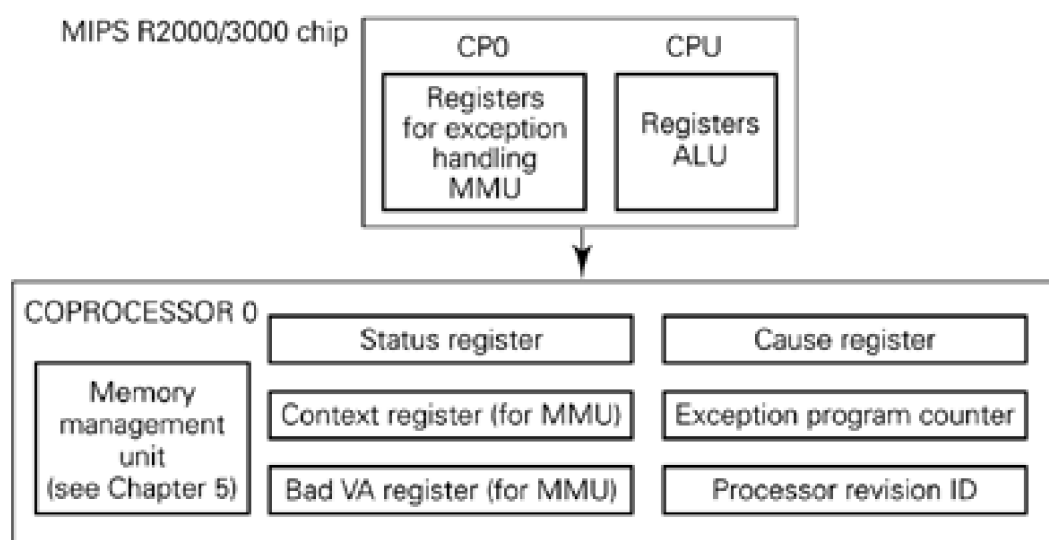 MIPS R2000/3000 chip
CP0
CPU
Registers
for exception
handling
MMU
Registers
ALU
COPROCESSOR 0
Status register
Cause register
Memory
management
unit
(see Chapter 5)
Context register (for MMU)
Exception program counter
Bad VA register (for MMU)
Processor revision ID